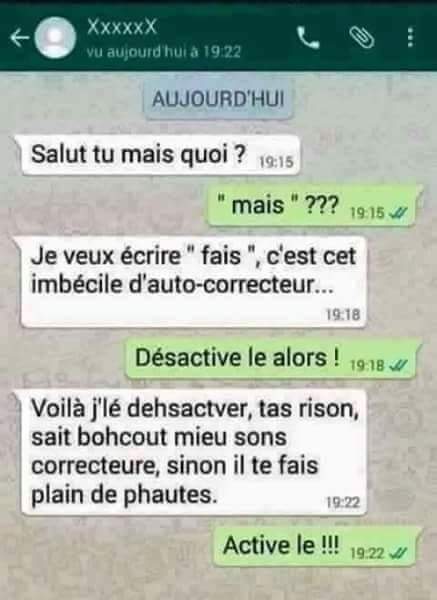 XxxxxX
vu aujourd'hui à 19:22
AUJOURD'HUI
Salut tu mais quoi ? 19:15
" mais " ??? 19:15
Je veux écrire " fais ", c'est cet
imbécile d'auto-correcteur...
19:18
Désactive le alors ! 19:18
Voilà j'lé dehsactver, tas rison,
sait bohcout mieu sons
correcteure, sinon il te fais
plain de phautes. 19:22
Active le !!! 19:22